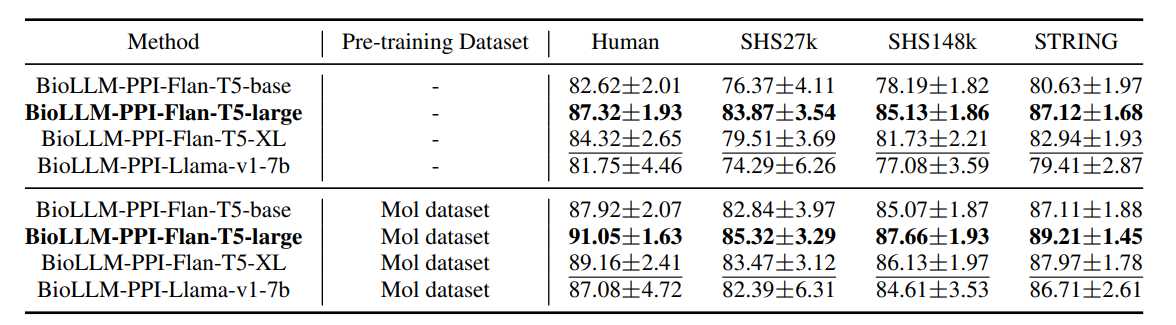 Method Pre-training Dataset Human SHS27k SHS148k STRING
BioLLM-PPI-Flan-T5-base - 82.62±2.01 76.37±4.11 78.19±1.82 80.63±1.97
BioLLM-PPI-Flan-T5-large - 87.32±1.93 83.87±3.54 85.13±1.86 87.12±1.68
BioLLM-PPI-Flan-T5-XL - 84.32±2.65 79.51±3.69 81.73±2.21 82.94±1.93
BioLLM-PPI-Llama-v1-7b - 81.75±4.46 74.29±6.26 77.08±3.59 79.41±2.87
BioLLM-PPI-Flan-T5-base Mol dataset 87.92±2.07 82.84±3.97 85.07±1.87 87.11±1.88
BioLLM-PPI-Flan-T5-large Mol dataset 91.05±1.63 85.32±3.29 87.66±1.93 89.21±1.45
BioLLM-PPI-Flan-T5-XL Mol dataset 89.16±2.41 83.47±3.12 86.13±1.97 87.97±1.78
BioLLM-PPI-Llama-v1-7b Mol dataset 87.08±4.72 82.39±6.31 84.61±3.53 86.71±2.61